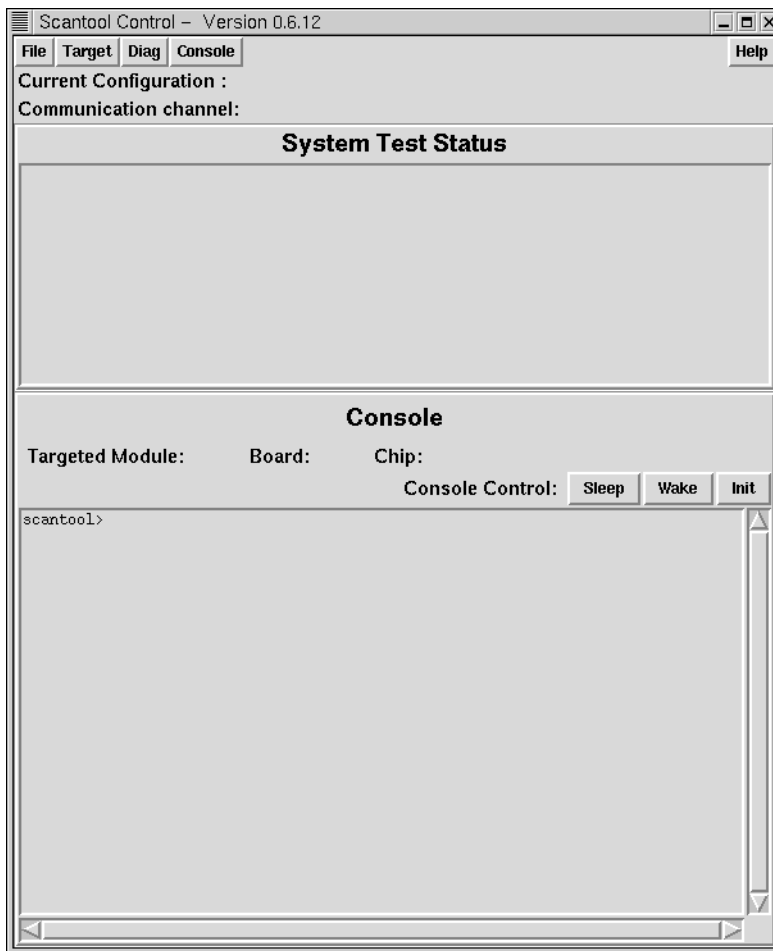 Scantool Control – Version 0.6.12
File Target Diag Console Help
Current Configuration :
Communication channel:
System Test Status
Console
Targeted Module: Board: Chip:
Console Control: Sleep Wake Init
scantool>